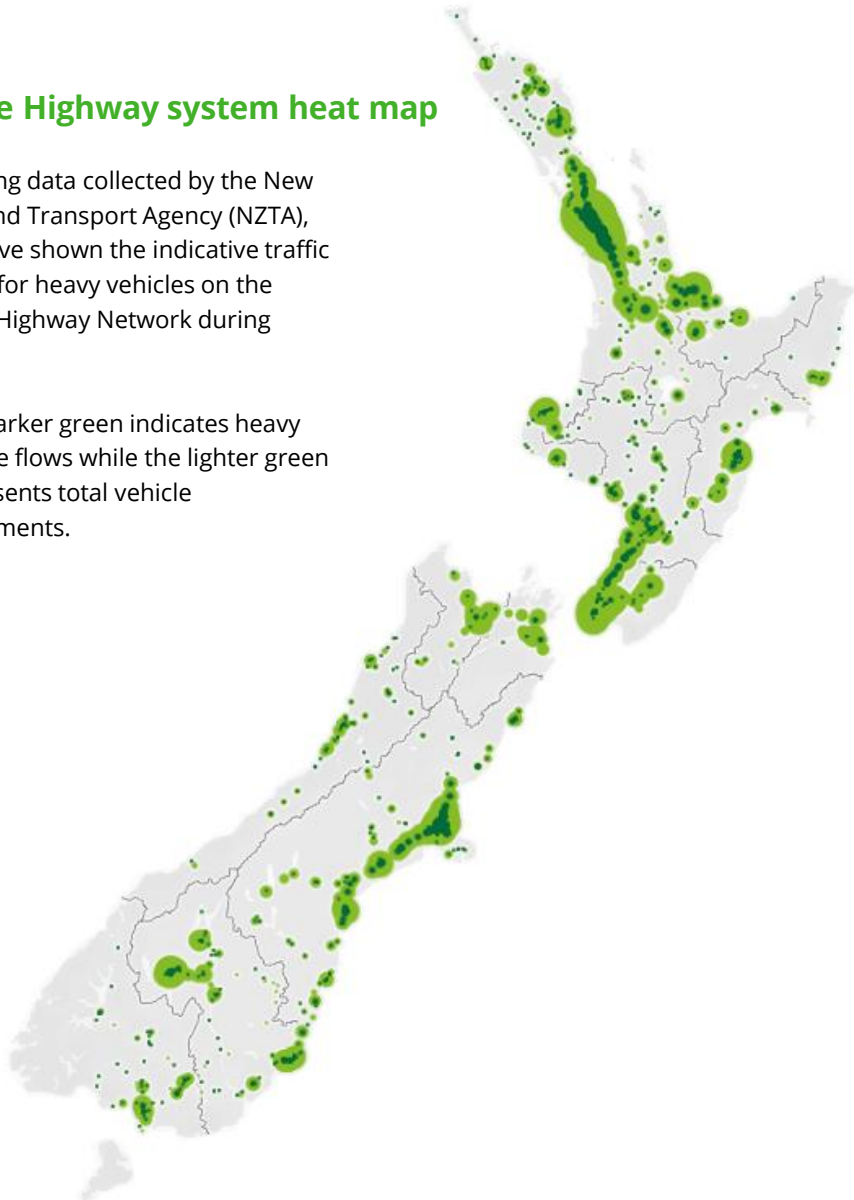 e Highway system heat map
ng data collected by the New
nd Transport Agency (NZTA),
ve shown the indicative traffic
for heavy vehicles on the
Highway Network during
arker green indicates heavy
e flows while the lighter green
sents total vehicle
ments.